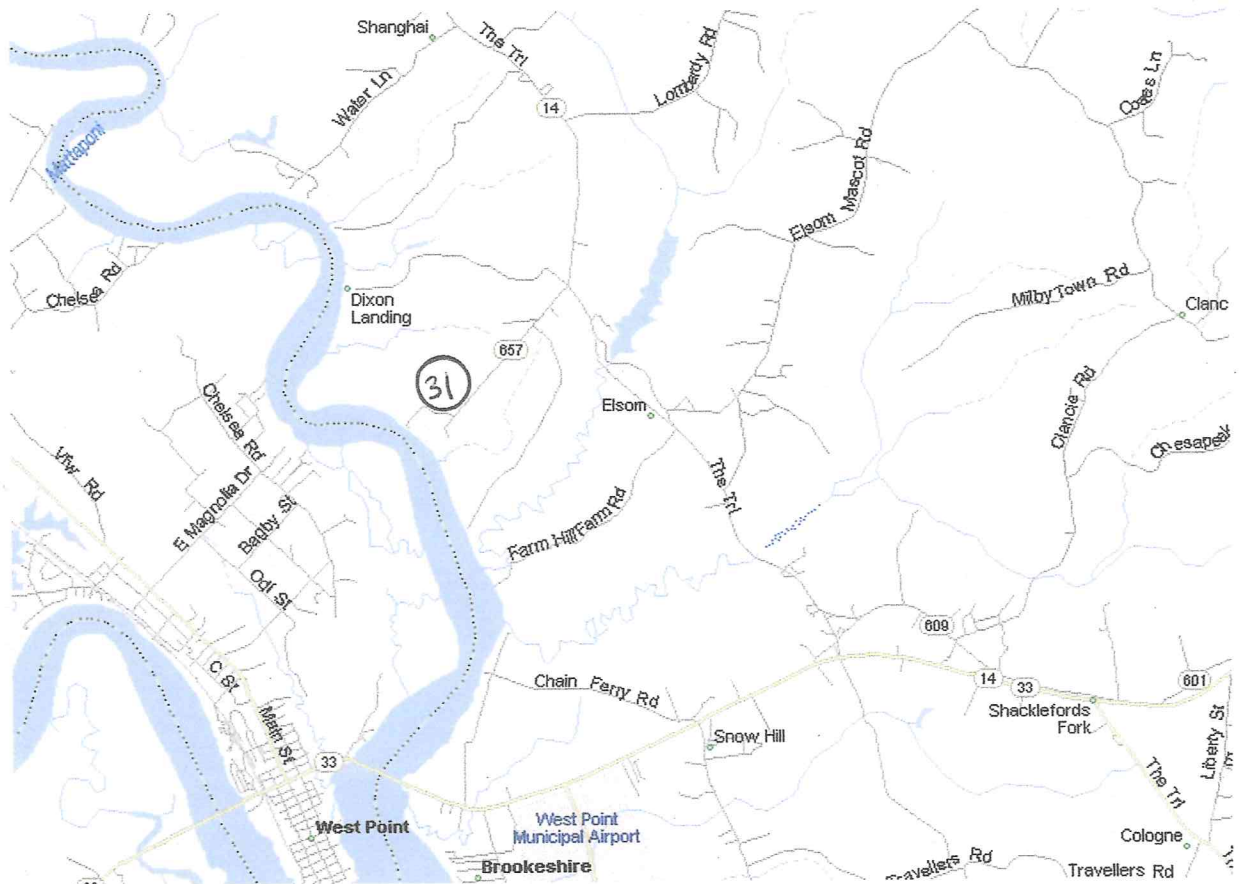 Shanghai
The Trl
Lombardy Rd
Water Ln
14
Coates Ln
Mattaponi
Elsom Mascot Rd
Chelsea Rd
Dixon
Landing
Milby Town Rd
Clanc
657
31
Chelsea Rd
Elsom
Clancie Rd
Chesapeak
Vfw Rd
E Magnolia Dr
Bagby St
The Trl
Farm Hill Farm Rd
Odf St
609
C St
Chain Ferry Rd
14
33
601
Shacklefords
Fork
Main St
Snow Hill
Liberty St
33
The Trl
West Point
West Point
Municipal Airport
Cologne
Brookeshire
Travellers Rd
Travellers Rd